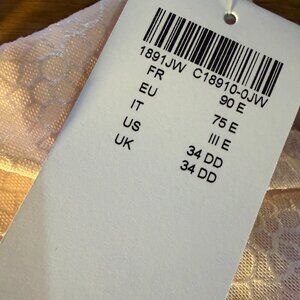 1891JW C18910-0JW
FR 90 E
EU 75 E
IT III E
US 34 DD
UK 34 DD